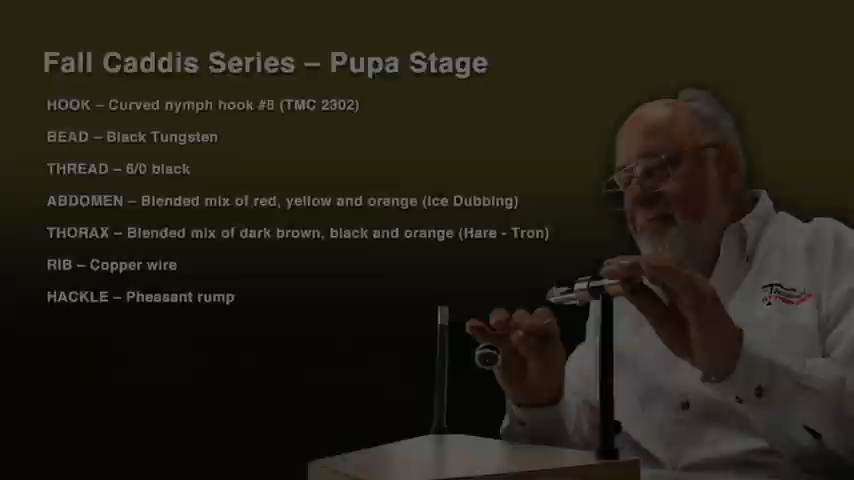 Fall Caddis Series – Pupa Stage
HOOK – Curved nymph hook #8 (TMC 2302)
BEAD – Black Tungsten
THREAD – 6/0 black
ABDOMEN – Blended mix of red, yellow and orange (Ice Dubbing)
THORAX – Blended mix of dark brown, black and orange (Hare - Tron)
RIB – Copper wire
HACKLE – Pheasant rump